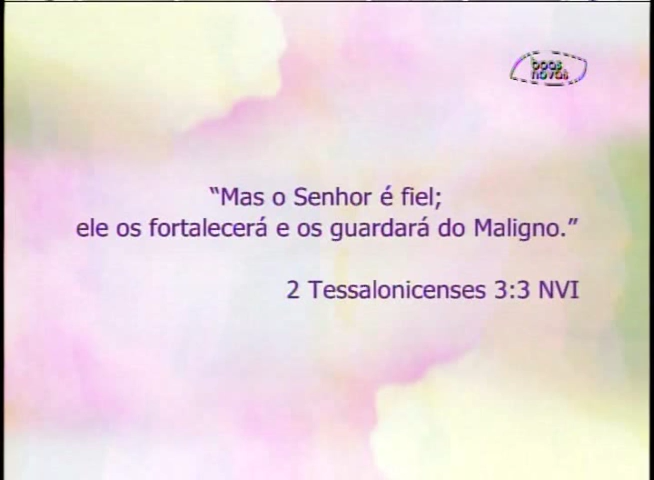 boas
novas
“Mas o Senhor é fiel;
ele os fortalecerá e os guardará do Maligno.”
2 Tessalonicenses 3:3 NVI